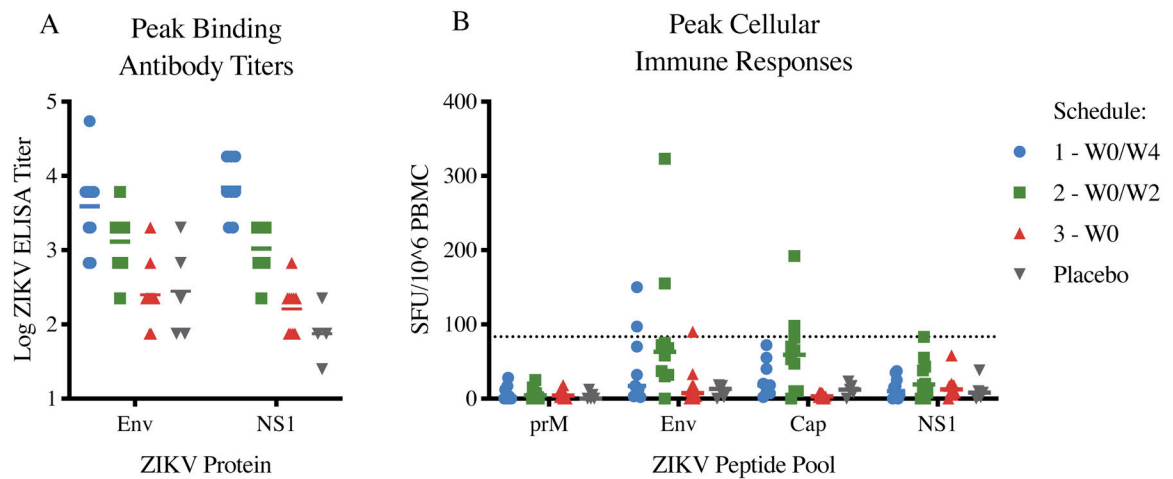 A
Peak Binding
Antibody Titers
Log ZIKV ELISA Titer
5
4
3
2
1
Env
NS1
ZIKV Protein
B
Peak Cellular
Immune Responses
SFU/10^6 PBMC
400
300
200
100
0
prM
Env
Cap
NS1
ZIKV Peptide Pool
Schedule:
1 - W0/W4
2 - W0/W2
3 - W0
Placebo